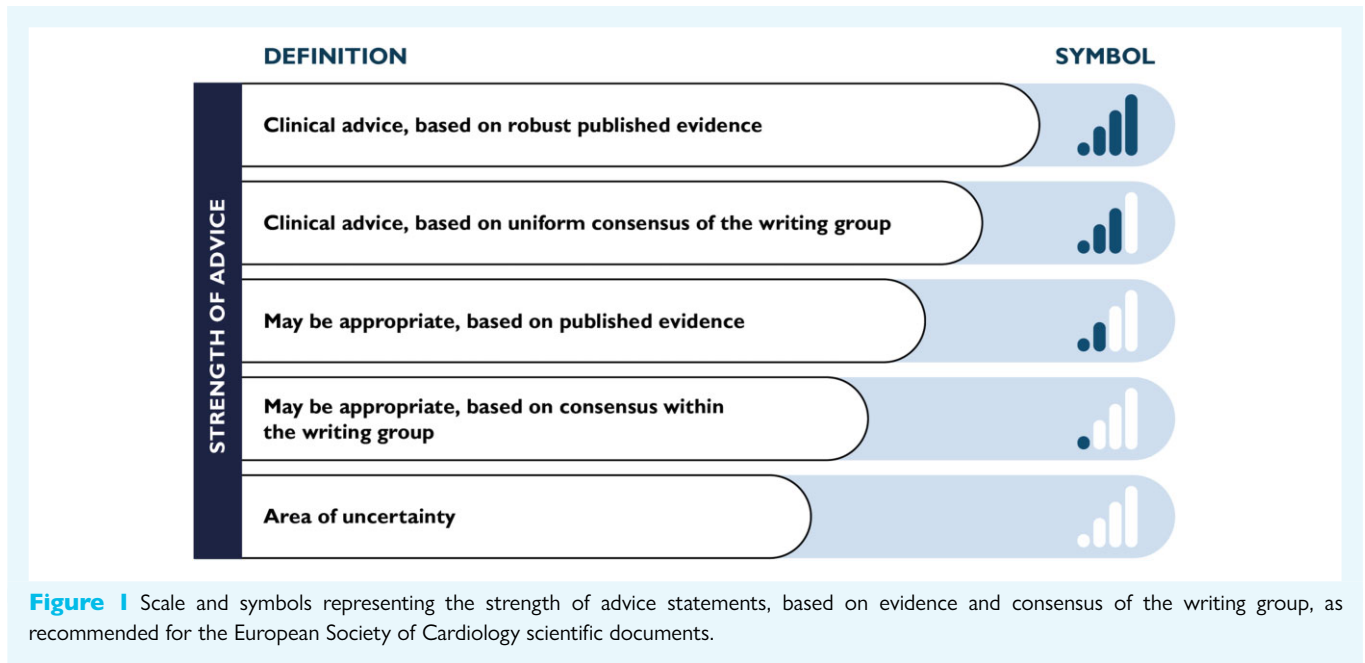 DEFINITION
SYMBOL
STRENGTH OF ADVICE
Clinical advice, based on robust published evidence
Clinical advice, based on uniform consensus of the writing group
May be appropriate, based on published evidence
May be appropriate, based on consensus within
the writing group
Area of uncertainty
Figure 1 Scale and symbols representing the strength of advice statements, based on evidence and consensus of the writing group, as
recommended for the European Society of Cardiology scientific documents.